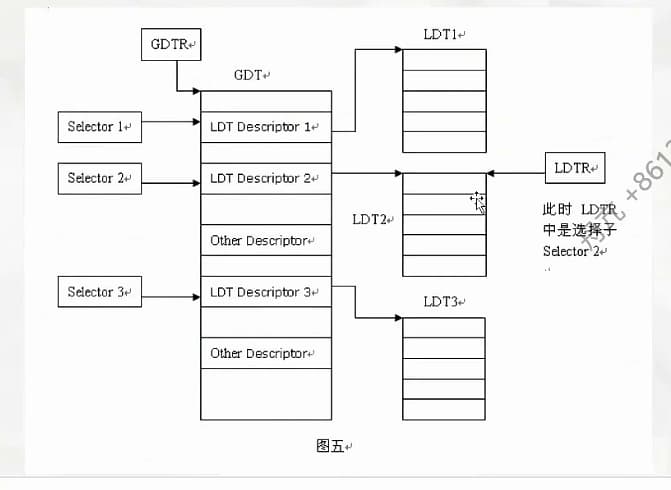 GDTR
LDT1
GDT
Selector 1
LDT Descriptor 1
Selector 2
LDT Descriptor 2
LDTR
LDT2
此时 LDTR
中是选择子
Selector 2
Other Descriptor
Selector 3
LDT Descriptor 3
LDT3
Other Descriptor
图五
+861